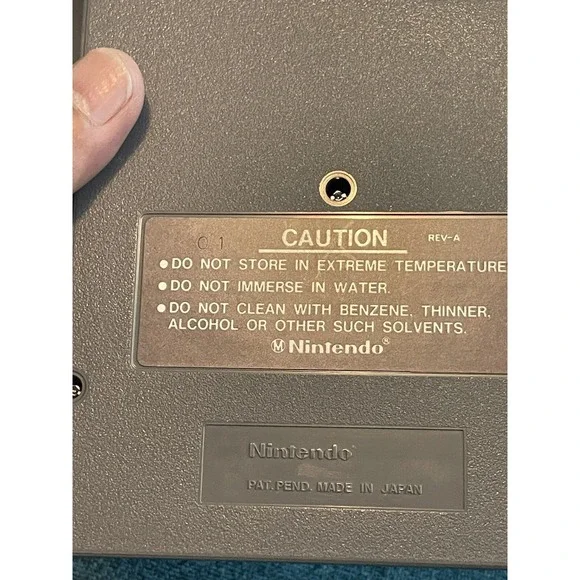 01
CAUTION REV-A
• DO NOT STORE IN EXTREME TEMPERATURE
• DO NOT IMMERSE IN WATER.
• DO NOT CLEAN WITH BENZENE, THINNER,
ALCOHOL OR OTHER SUCH SOLVENTS.
Ⓜ Nintendo®
Nintendo®
PAT. PEND. MADE IN JAPAN